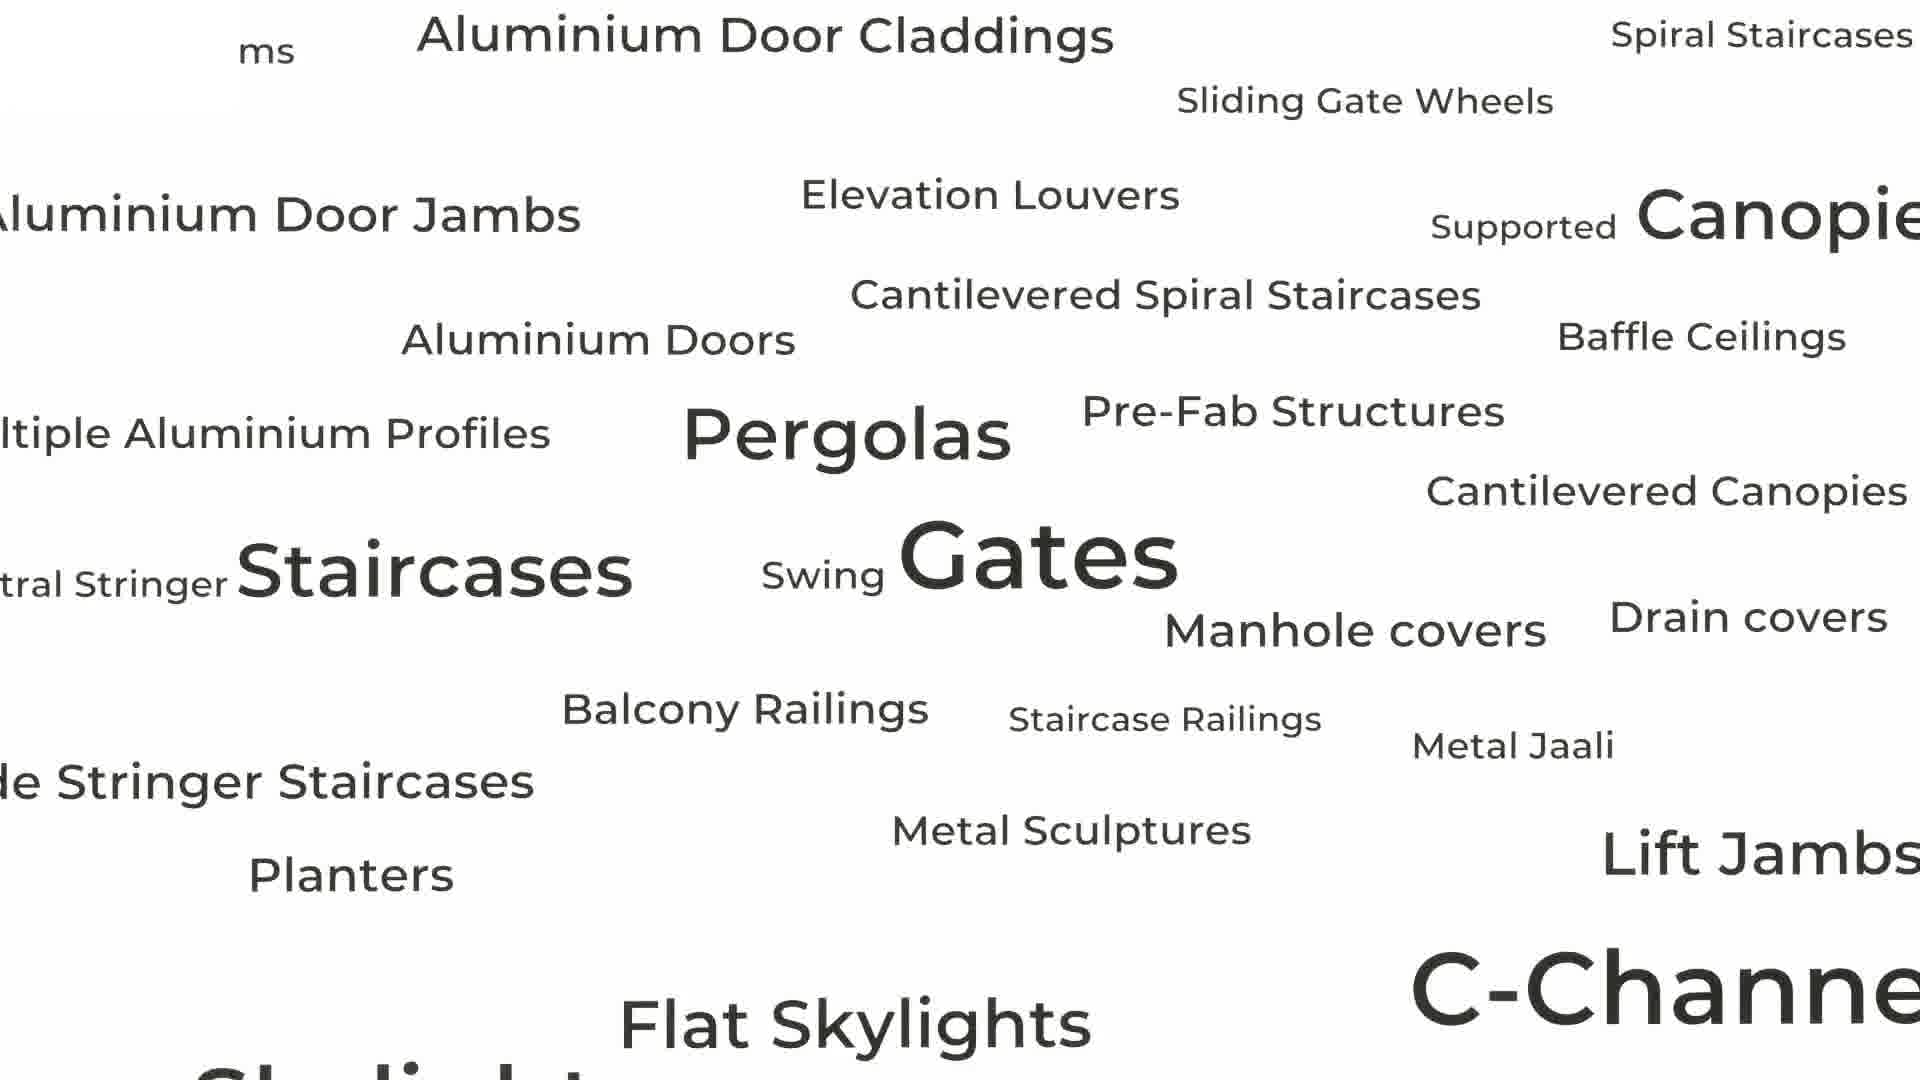 ms
Aluminium Door Claddings
Spiral Staircases
Sliding Gate Wheels
Aluminium Door Jambs
Elevation Louvers
Supported Canopie
Cantilevered Spiral Staircases
Aluminium Doors
Baffle Ceilings
ltiple Aluminium Profiles
Pergolas
Pre-Fab Structures
Cantilevered Canopies
tral Stringer Staircases
Swing Gates
Manhole covers
Drain covers
Balcony Railings
Staircase Railings
Metal Jaali
de Stringer Staircases
Metal Sculptures
Lift Jambs
Planters
C-Channe
Flat Skylights